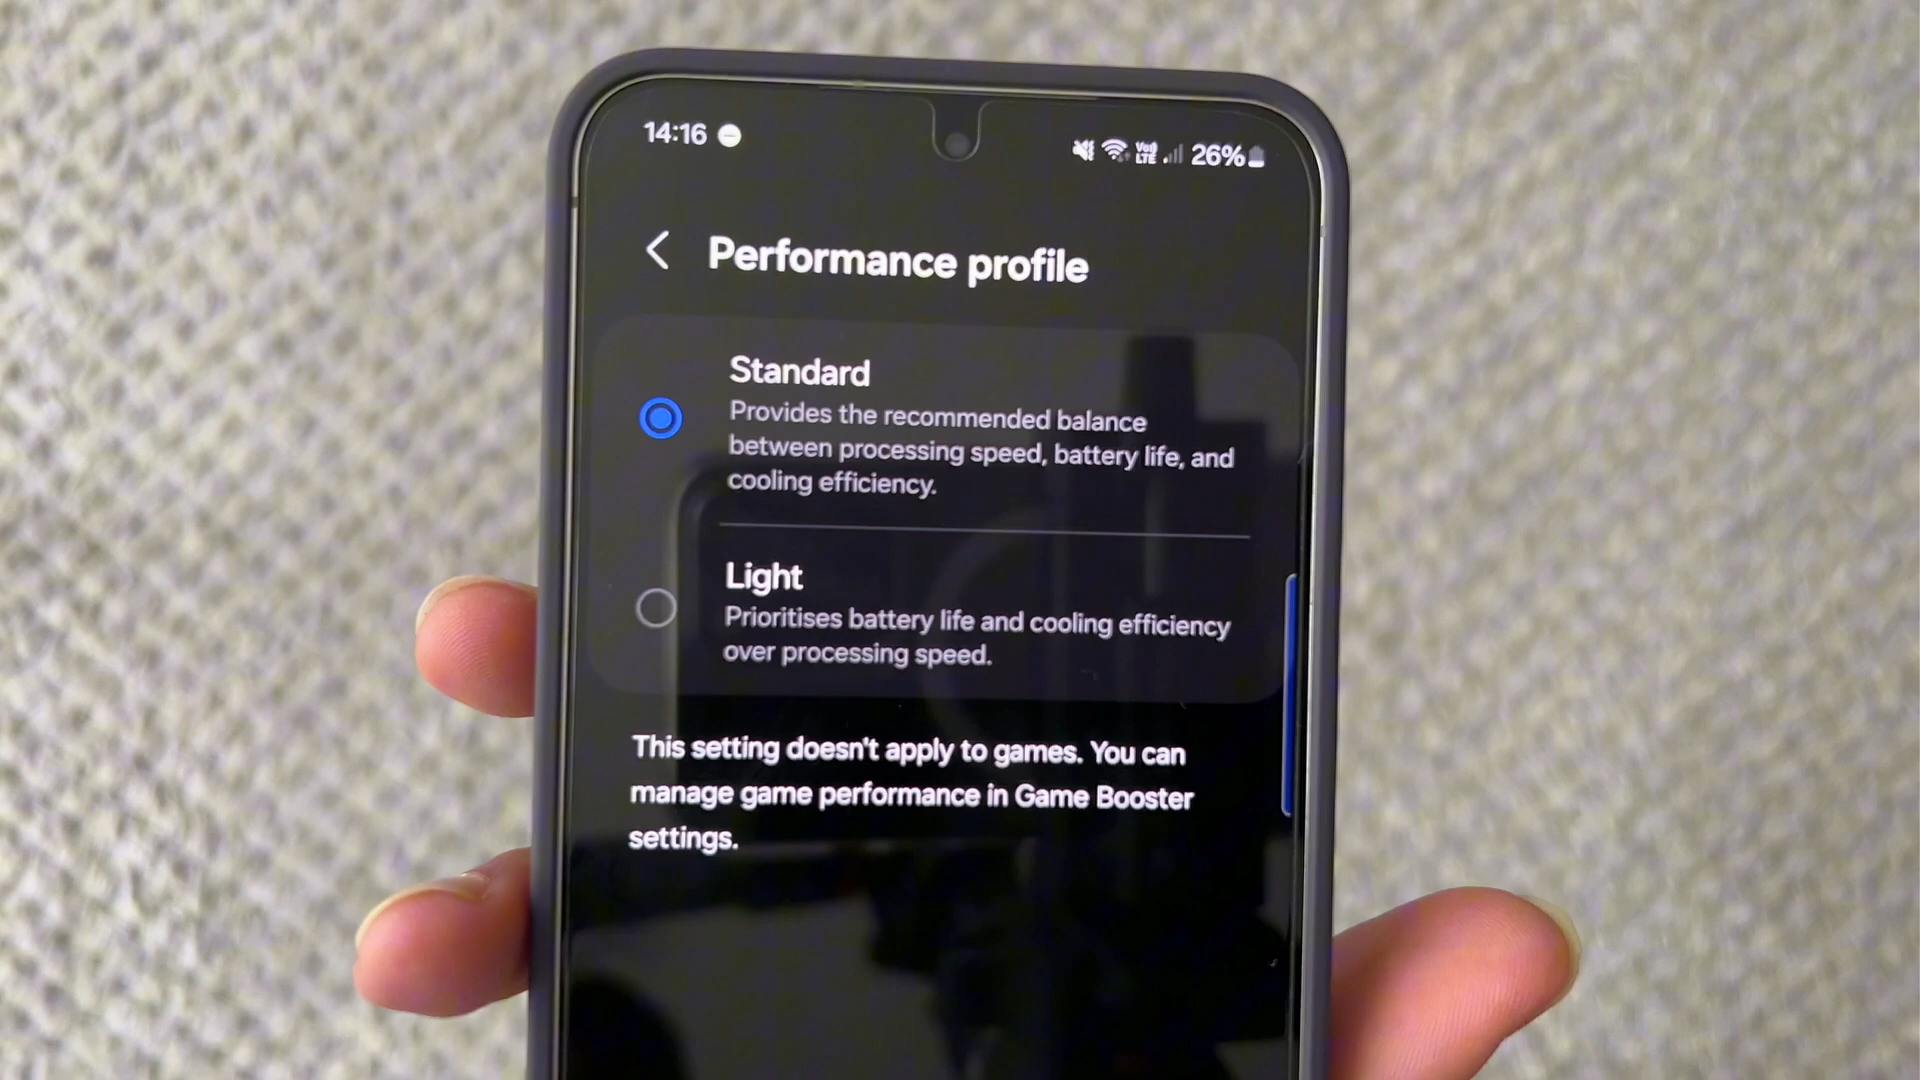 14:16
Vo))
LTE
26%
Performance profile
Standard
Provides the recommended balance
between processing speed, battery life, and
cooling efficiency.
Light
Prioritises battery life and cooling efficiency
over processing speed.
This setting doesn't apply to games. You can
manage game performance in Game Booster
settings.